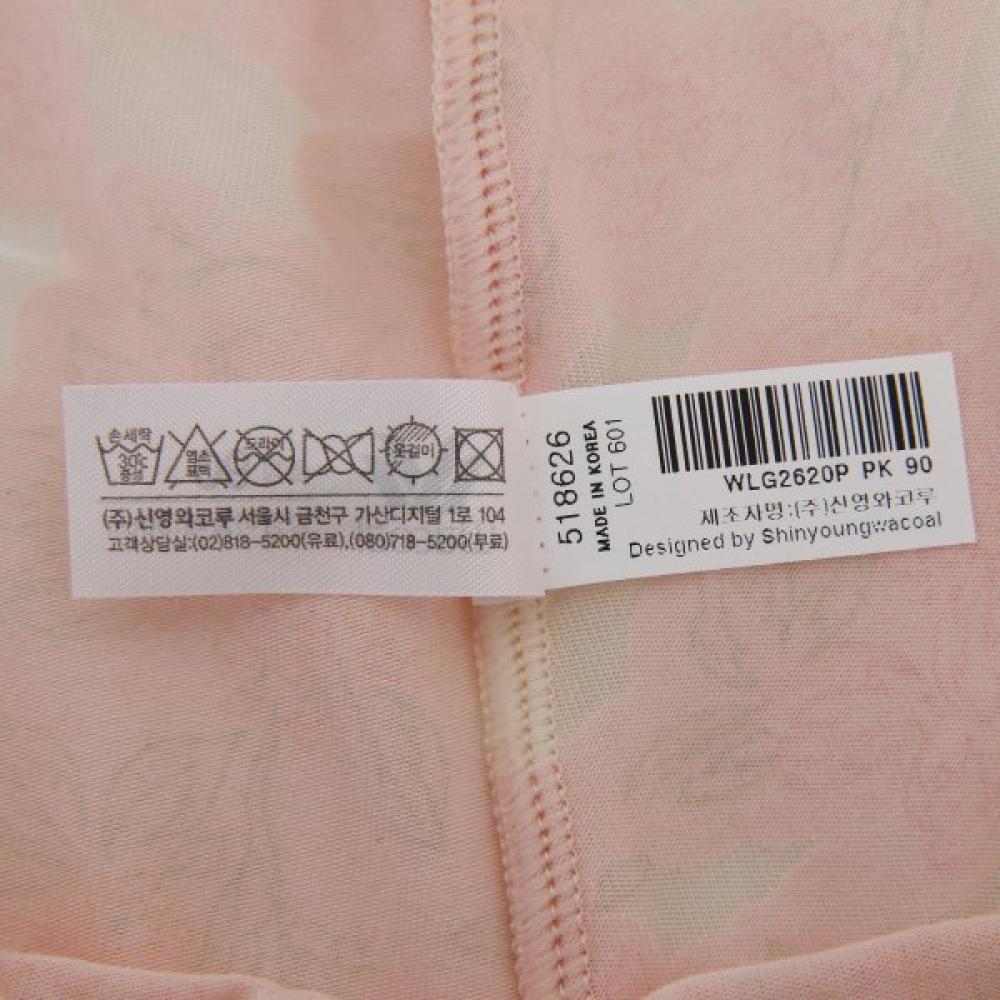 손세탁
30℃
중성
염소
표백
드라이
옷걸이
(주)신영와코루 서울시 금천구 가산디지털 1로 104
고객상담실:(02)818-5200(유료),(080)718-5200(무료)
518626
MADE IN KOREA
LOT 601
WLG2620P PK 90
제조자명:(주)신영와코루
Designed by Shinyoungwacoal